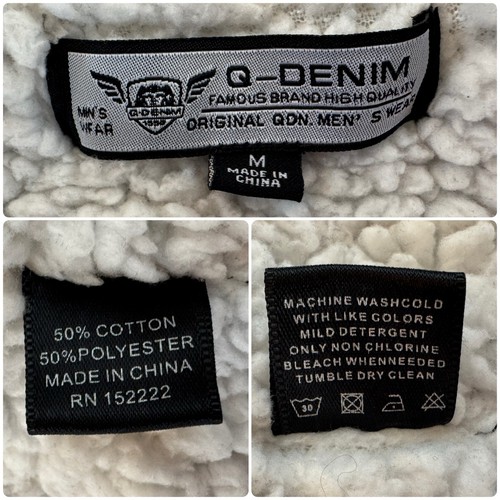 Q-DENIM
FAMOUS BRAND HIGH QUALITY
ORIGINAL QDN. MEN' S WEAR
MIN'S
WFAR
Q-DENIM
M
MADE IN
CHINA
50% COTTON
50%POLYESTER
MADE IN CHINA
RN 152222
MACHINE WASHCOLD
WITH LIKE COLORS
MILD DETERGENT
ONLY NON CHLORINE
BLEACH WHENNEEDED
TUMBLE DRY CLEAN
30